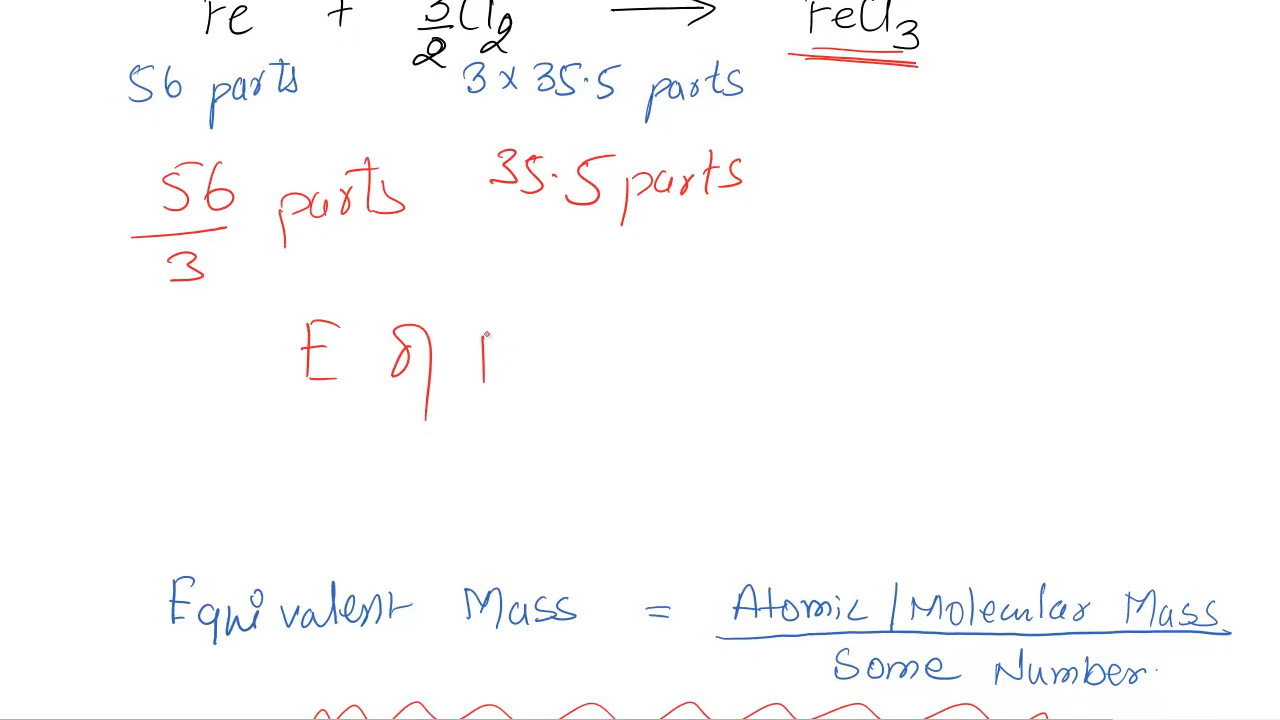 Fe + 3/2 Cl2 → FeCl3
56 parts 3 x 35.5 parts
56/3 parts 35.5 parts
E of
Equivalent Mass = Atomic / Molecular Mass
Some Number.